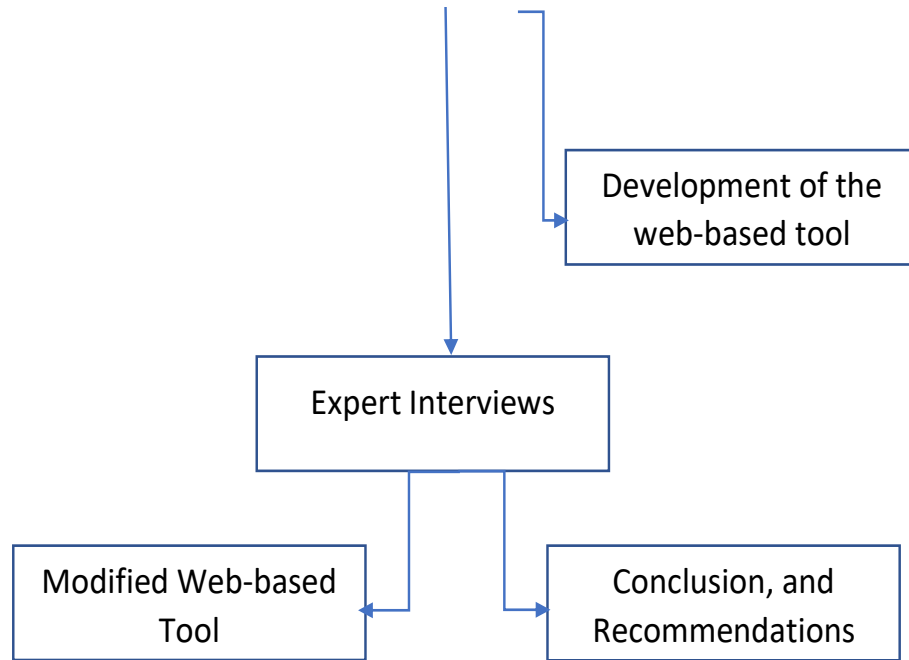 Development of the
web-based tool
Expert Interviews
Modified Web-based
Tool
Conclusion, and
Recommendations